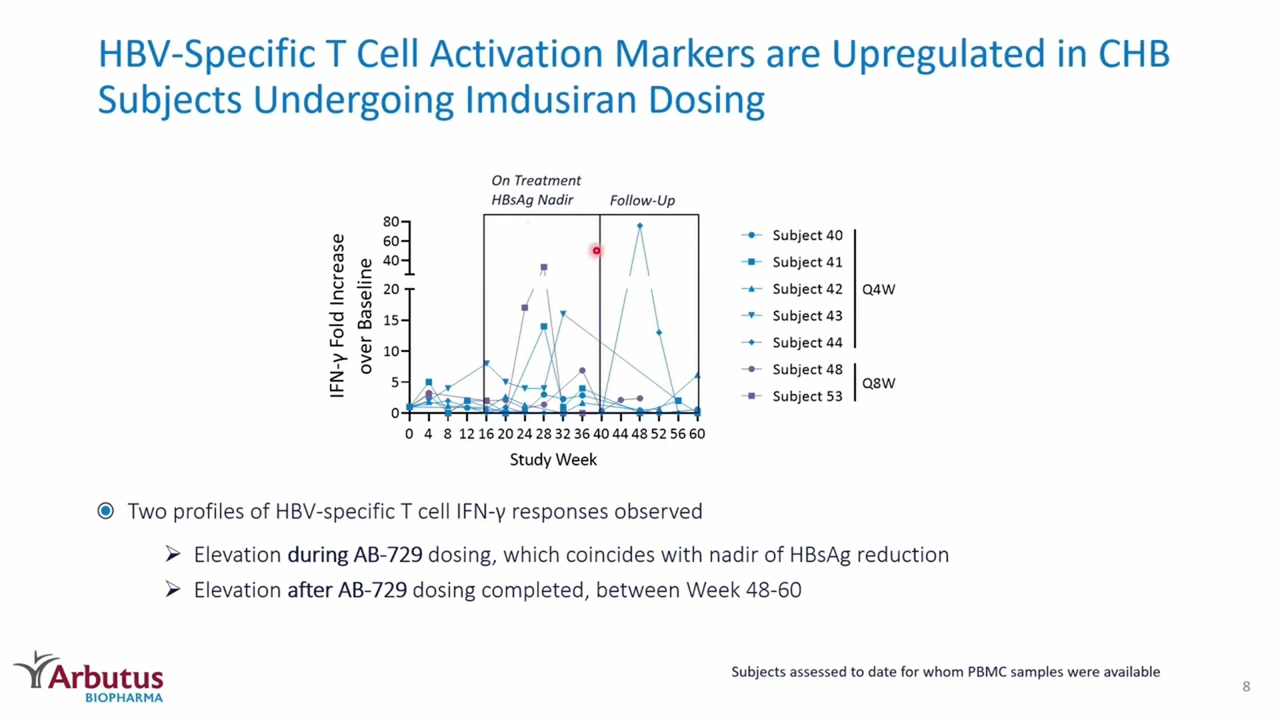 HBV-Specific T Cell Activation Markers are Upregulated in CHB
Subjects Undergoing Imdusiran Dosing
On Treatment
HBsAg Nadir
Follow-Up
IFN-γ Fold Increase
over Baseline
80
60
40
20
15
10
5
0
0 4 8 12 16 20 24 28 32 36 40 44 48 52 56 60
Study Week
Subject 40
Subject 41
Subject 42
Subject 43
Subject 44
Q4W
Subject 48
Subject 53
Q8W
Two profiles of HBV-specific T cell IFN-γ responses observed
Elevation during AB-729 dosing, which coincides with nadir of HBsAg reduction
Elevation after AB-729 dosing completed, between Week 48-60
Arbutus
BIOPHARMA
Subjects assessed to date for whom PBMC samples were available
8